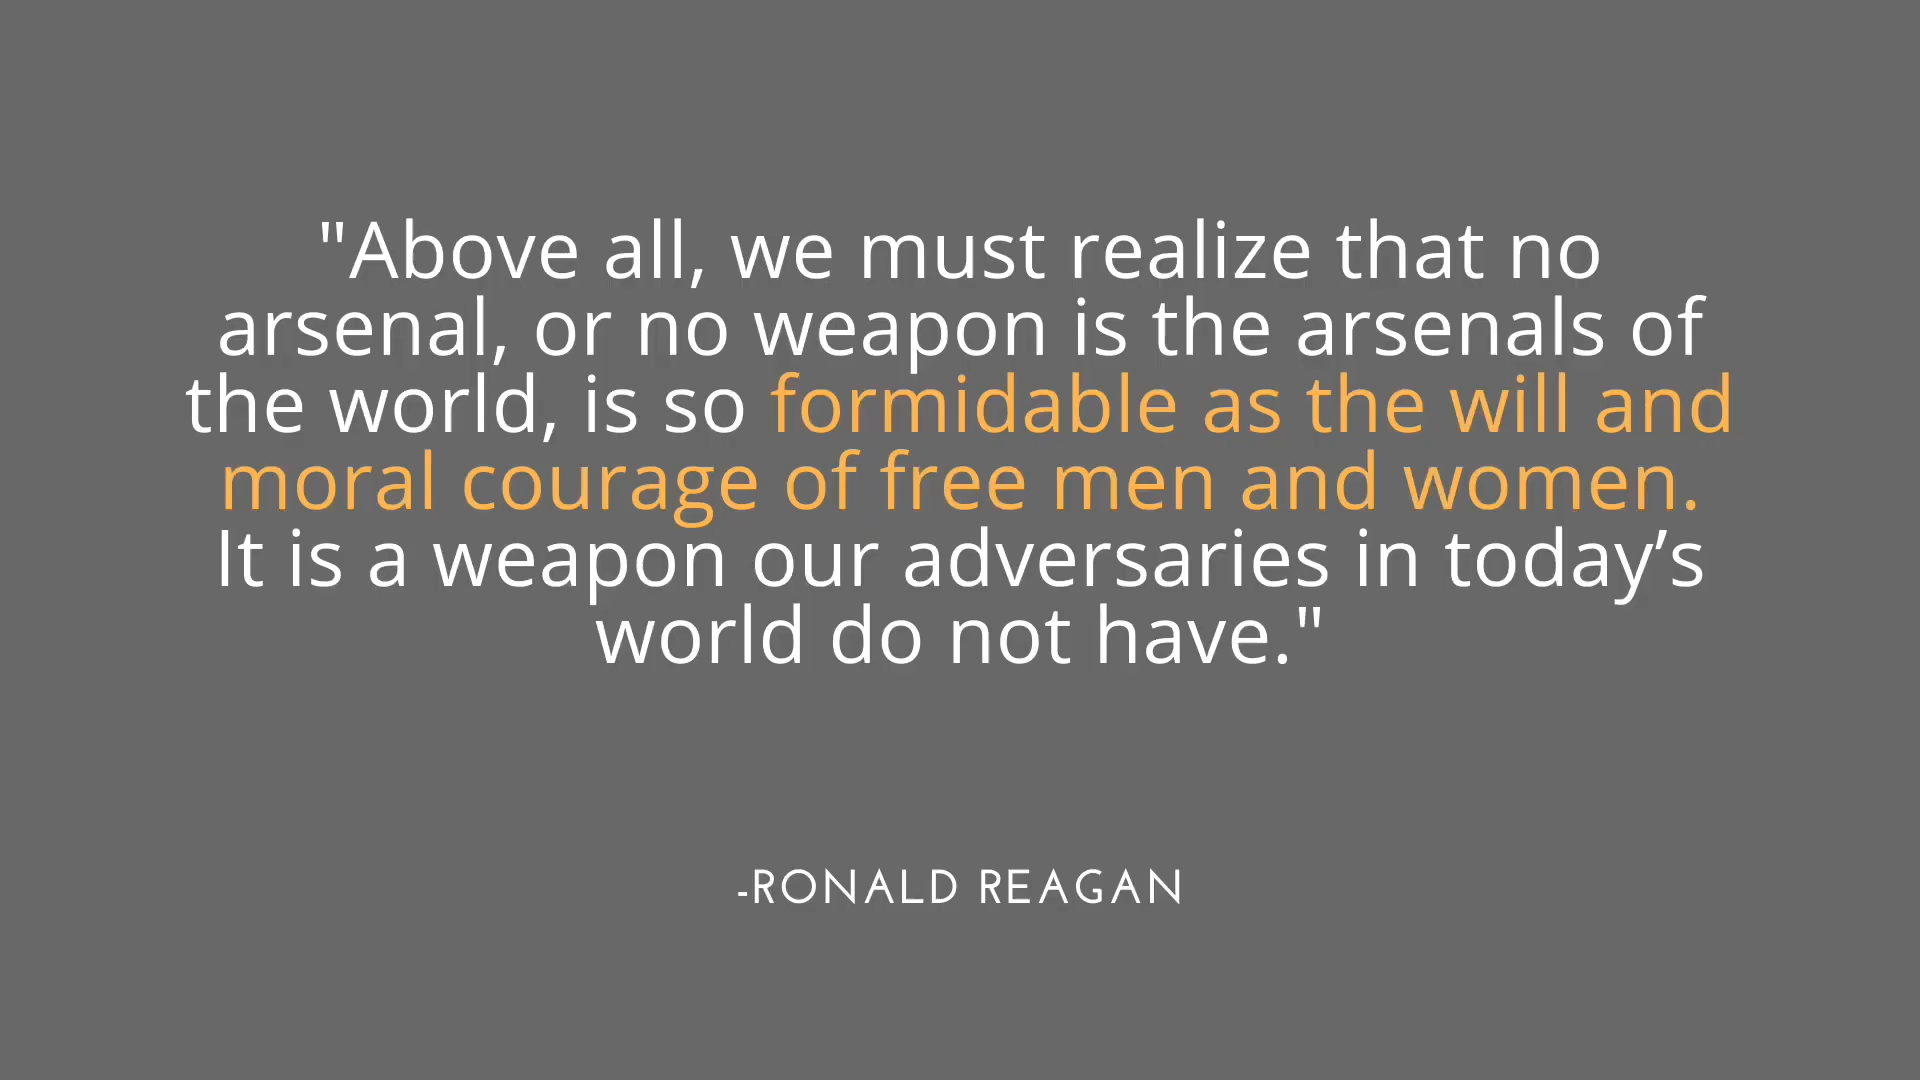 "Above all, we must realize that no
arsenal, or no weapon is the arsenals of
the world, is so formidable as the will and
moral courage of free men and women.
It is a weapon our adversaries in today’s
world do not have."
-RONALD REAGAN